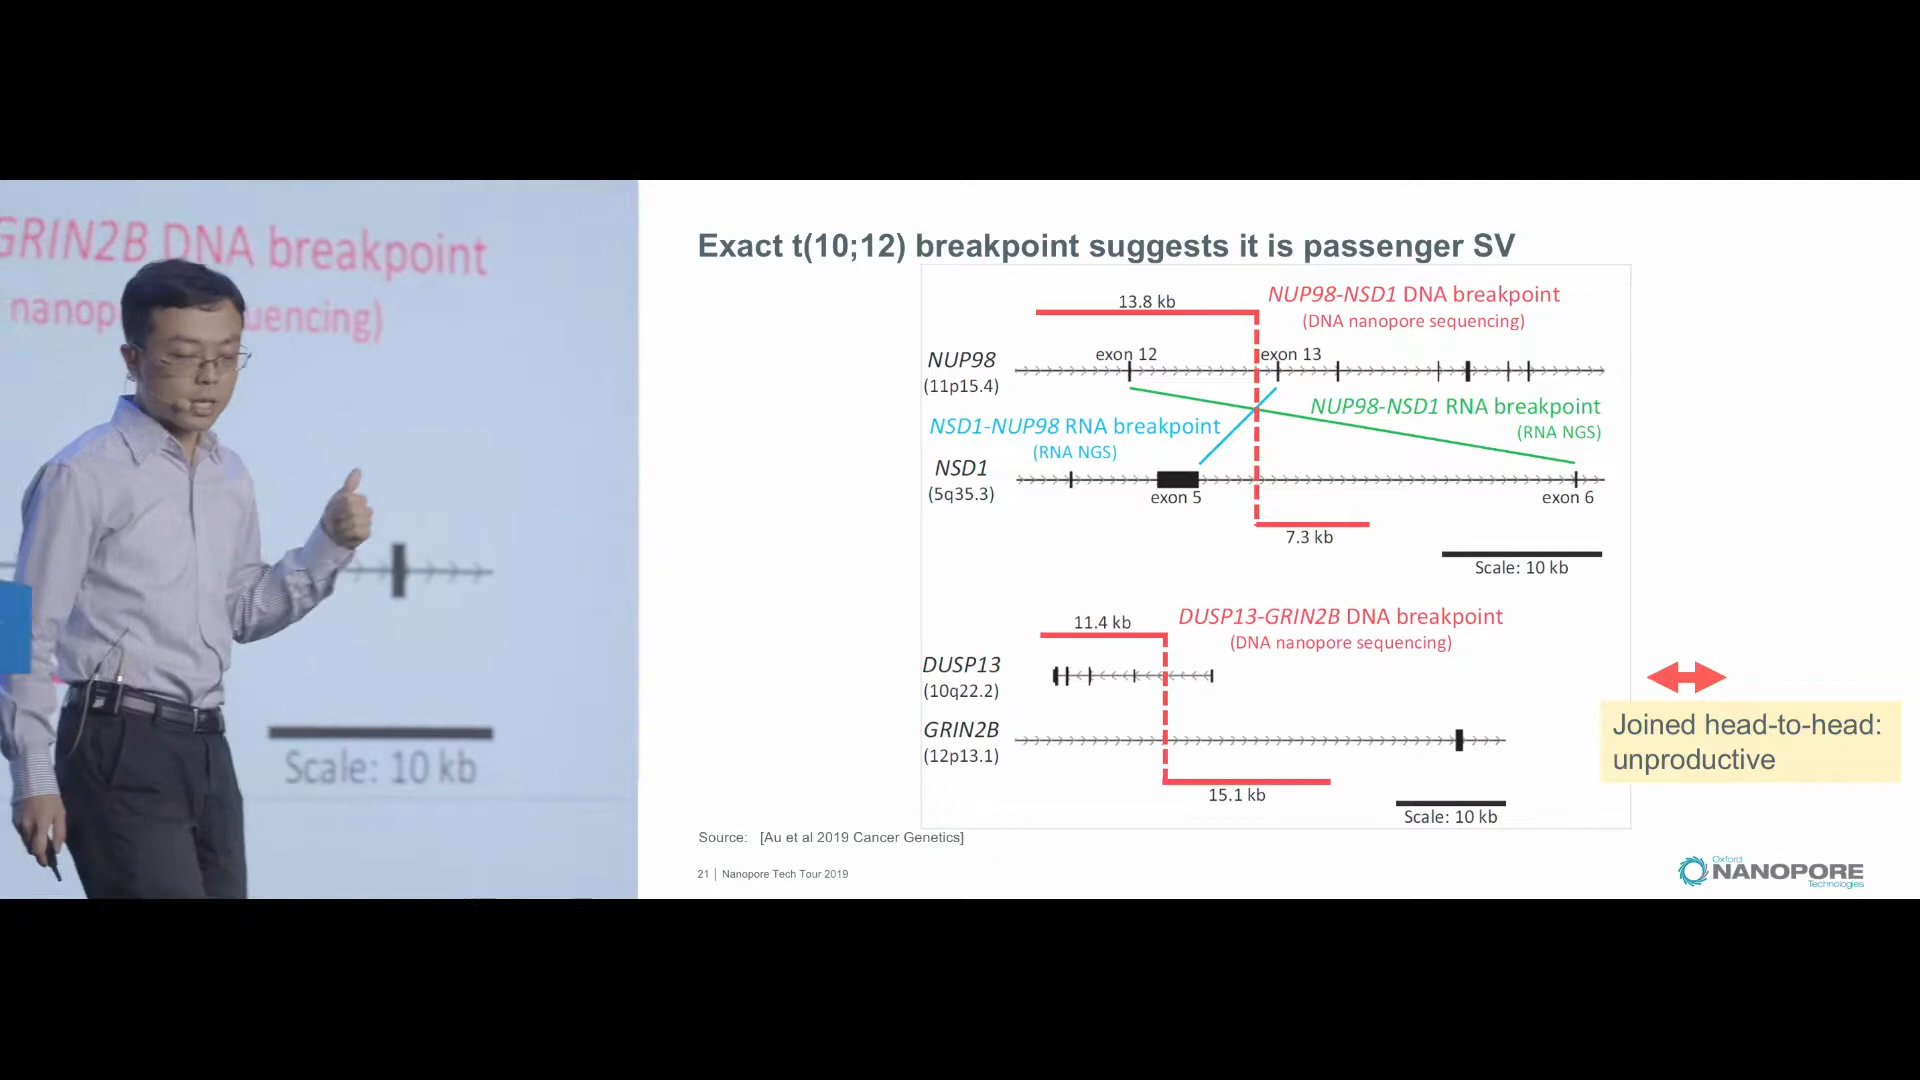 GRIN2B DNA breakpoint
Scale: 10 kb
Exact t(10;12) breakpoint suggests it is passenger SV
13.8 kb
NUP98-NSD1 DNA breakpoint
(DNA nanopore sequencing)
NUP98
(11p15.4)
exon 12
exon 13
NSD1-NUP98 RNA breakpoint
(RNA NGS)
NUP98-NSD1 RNA breakpoint
(RNA NGS)
NSD1
(5q35.3)
exon 5
exon 6
7.3 kb
Scale: 10 kb
11.4 kb
DUSP13-GRIN2B DNA breakpoint
(DNA nanopore sequencing)
DUSP13
(10q22.2)
GRIN2B
(12p13.1)
15.1 kb
Scale: 10 kb
Joined head-to-head:
unproductive
Source: [Au et al 2019 Cancer Genetics]
21 | Nanopore Tech Tour 2019
Oxford
NANOPORE
Technologies